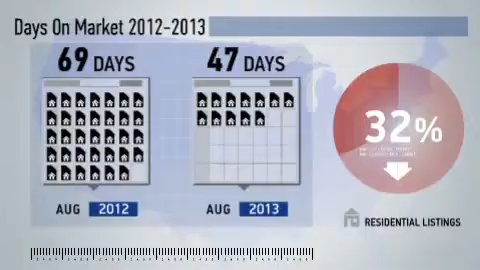 Days On Market 2012-2013
69 DAYS
47 DAYS
32%
AUG 2012
AUG 2013
RESIDENTIAL LISTINGS